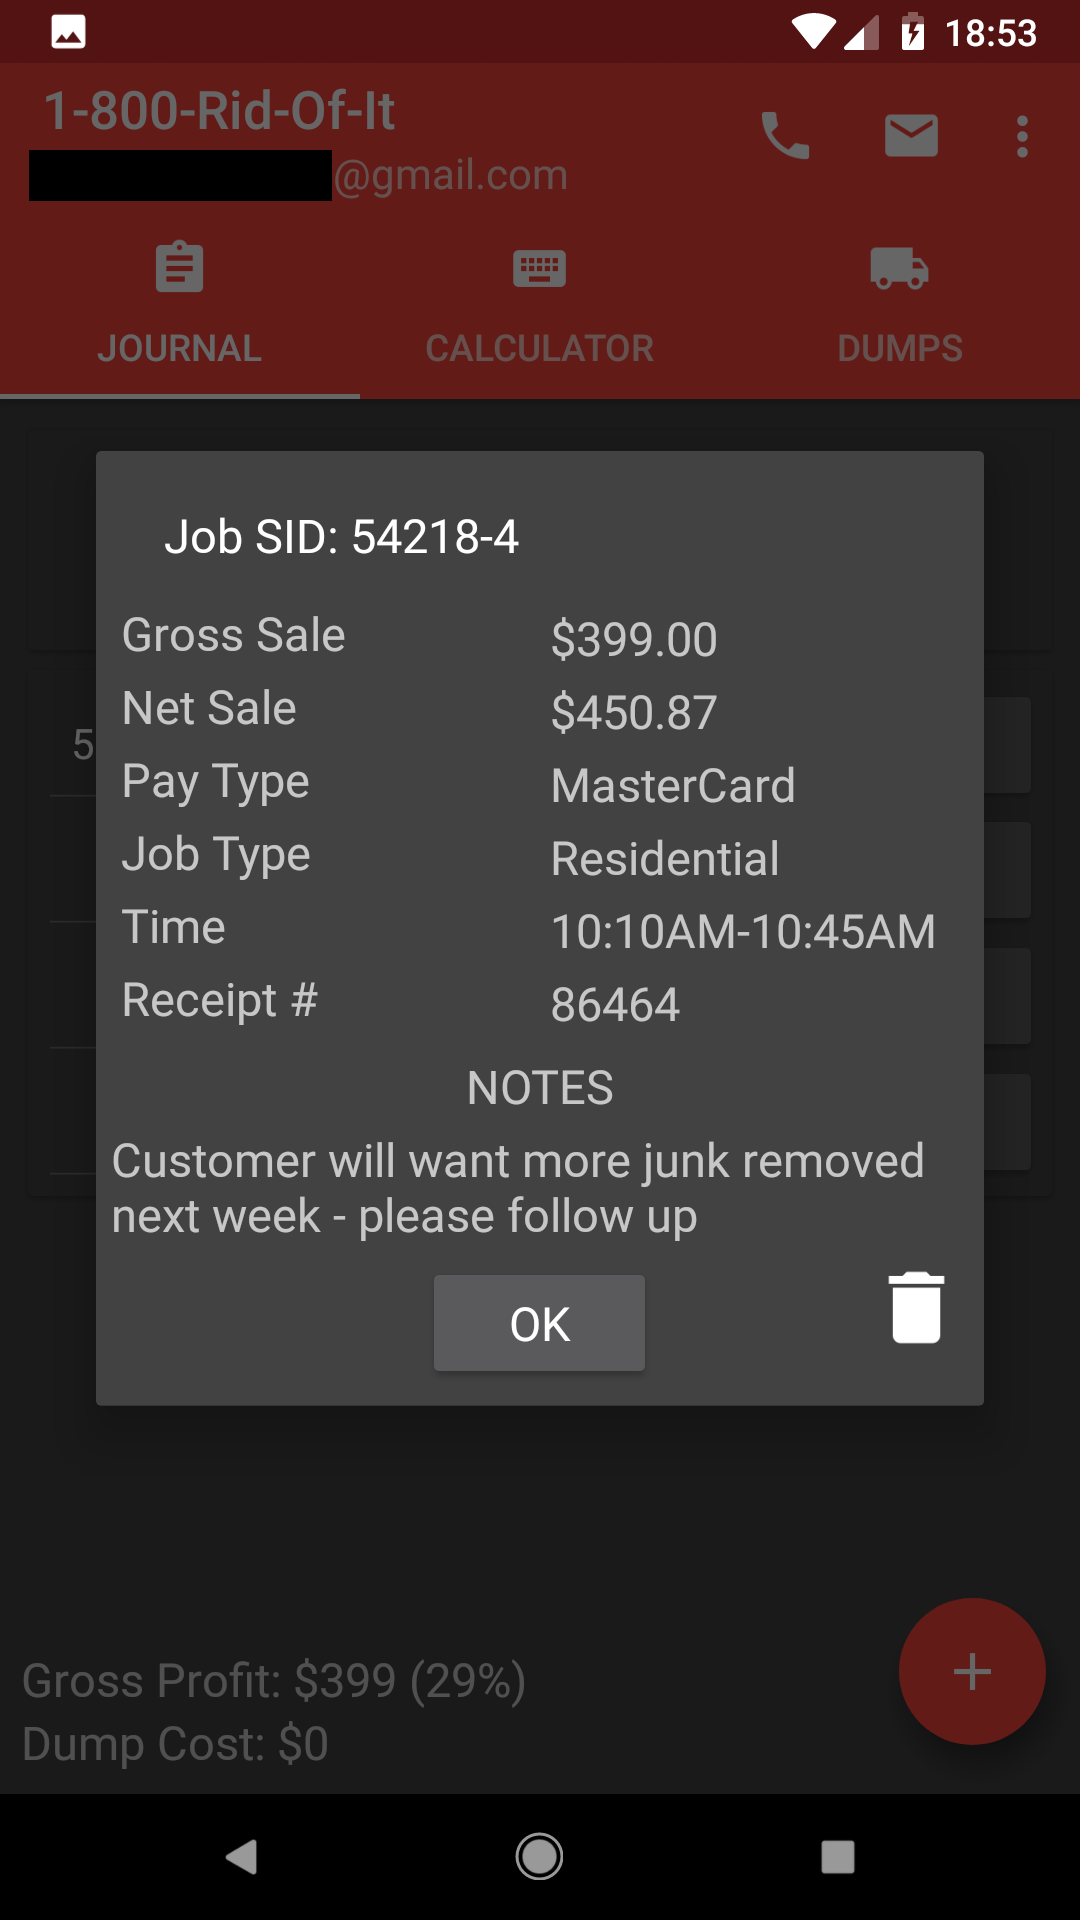 18:53
1-800-Rid-Of-It
@gmail.com
JOURNAL CALCULATOR DUMPS
5
Job SID: 54218-4
Gross Sale $399.00
Net Sale $450.87
Pay Type MasterCard
Job Type Residential
Time 10:10AM-10:45AM
Receipt # 86464
NOTES
Customer will want more junk removed
next week - please follow up
OK
Gross Profit: $399 (29%)
Dump Cost: $0